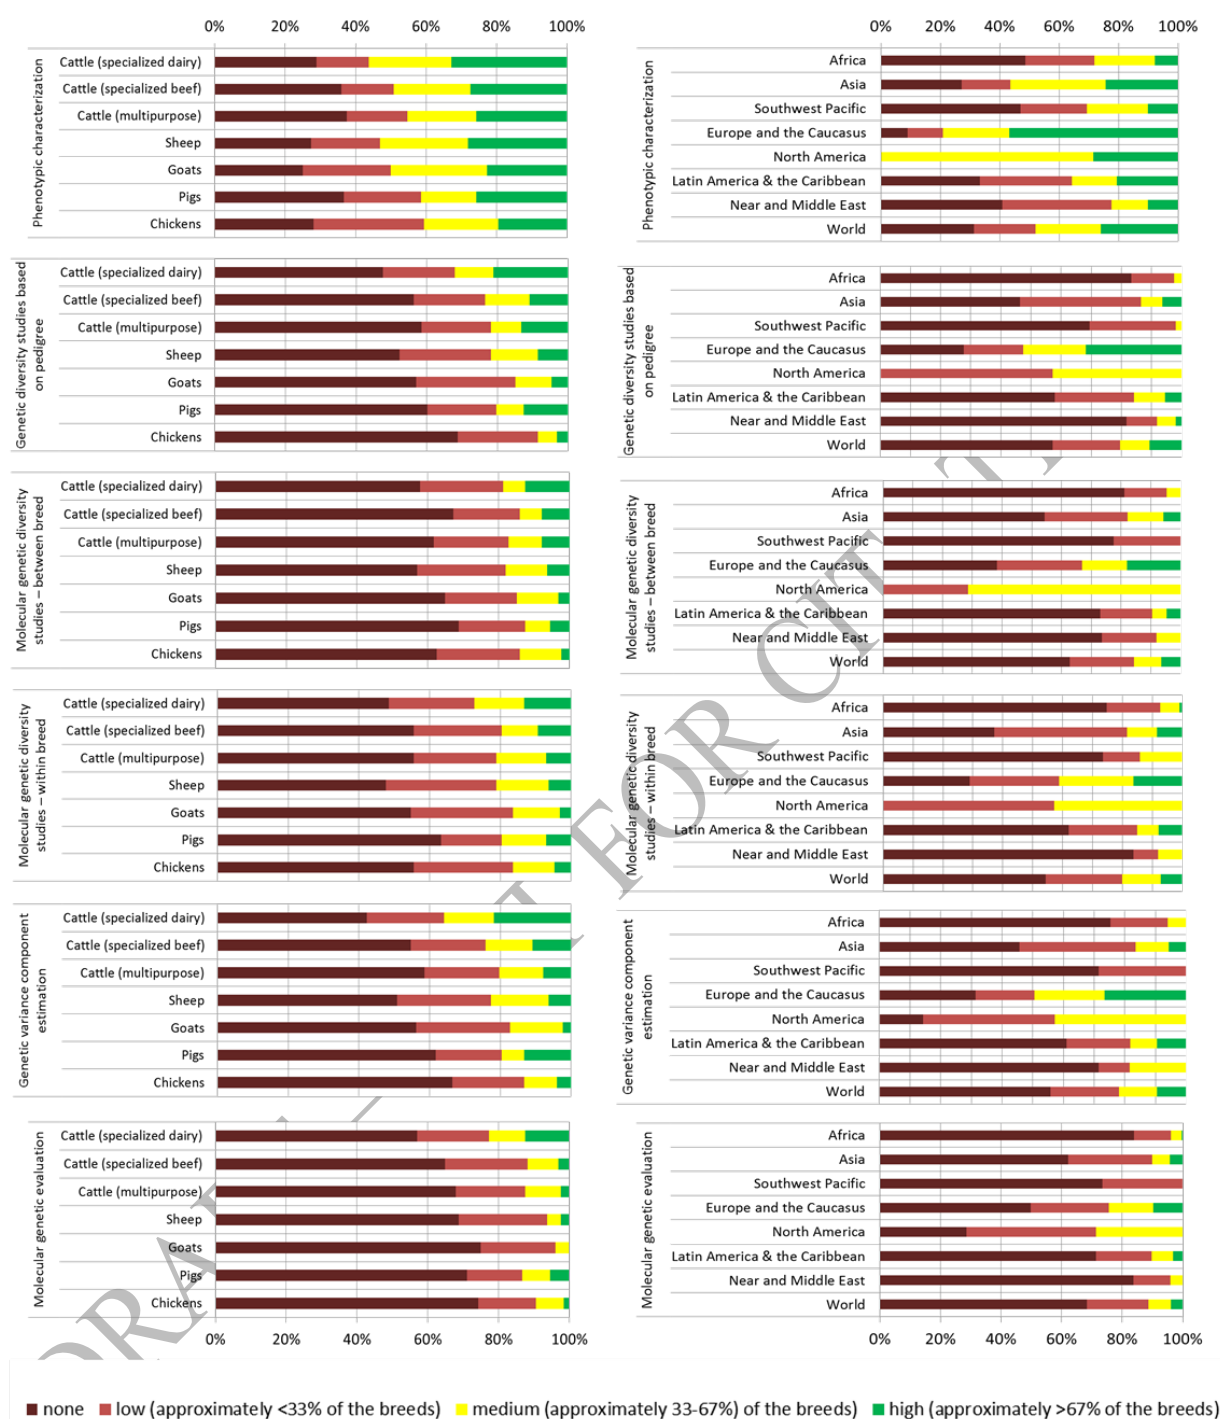 0% 20% 40% 60% 80% 100%
Phenotypic characterization
Cattle (specialized dairy)
Cattle (specialized beef)
Cattle (multipurpose)
Sheep
Goats
Pigs
Chickens
Genetic diversity studies based
on pedigree
Cattle (specialized dairy)
Cattle (specialized beef)
Cattle (multipurpose)
Sheep
Goats
Pigs
Chickens
Molecular genetic diversity
studies – between breed
Cattle (specialized dairy)
Cattle (specialized beef)
Cattle (multipurpose)
Sheep
Goats
Pigs
Chickens
Molecular genetic diversity
studies – within breed
Cattle (specialized dairy)
Cattle (specialized beef)
Cattle (multipurpose)
Sheep
Goats
Pigs
Chickens
Genetic variance component
estimation
Cattle (specialized dairy)
Cattle (specialized beef)
Cattle (multipurpose)
Sheep
Goats
Pigs
Chickens
Molecular genetic evaluation
Cattle (specialized dairy)
Cattle (specialized beef)
Cattle (multipurpose)
Sheep
Goats
Pigs
Chickens
0% 20% 40% 60% 80% 100%
0% 20% 40% 60% 80% 100%
Phenotypic characterization
Africa
Asia
Southwest Pacific
Europe and the Caucasus
North America
Latin America & the Caribbean
Near and Middle East
World
Genetic diversity studies based
on pedigree
Africa
Asia
Southwest Pacific
Europe and the Caucasus
North America
Latin America & the Caribbean
Near and Middle East
World
Molecular genetic diversity
studies – between breed
Africa
Asia
Southwest Pacific
Europe and the Caucasus
North America
Latin America & the Caribbean
Near and Middle East
World
Molecular genetic diversity
studies – within breed
Africa
Asia
Southwest Pacific
Europe and the Caucasus
North America
Latin America & the Caribbean
Near and Middle East
World
Genetic variance component
estimation
Africa
Asia
Southwest Pacific
Europe and the Caucasus
North America
Latin America & the Caribbean
Near and Middle East
World
Molecular genetic evaluation
Africa
Asia
Southwest Pacific
Europe and the Caucasus
North America
Latin America & the Caribbean
Near and Middle East
World
0% 20% 40% 60% 80% 100%
none low (approximately <33% of the breeds) medium (approximately 33-67%) of the breeds) high (approximately >67% of the breeds)
FOR